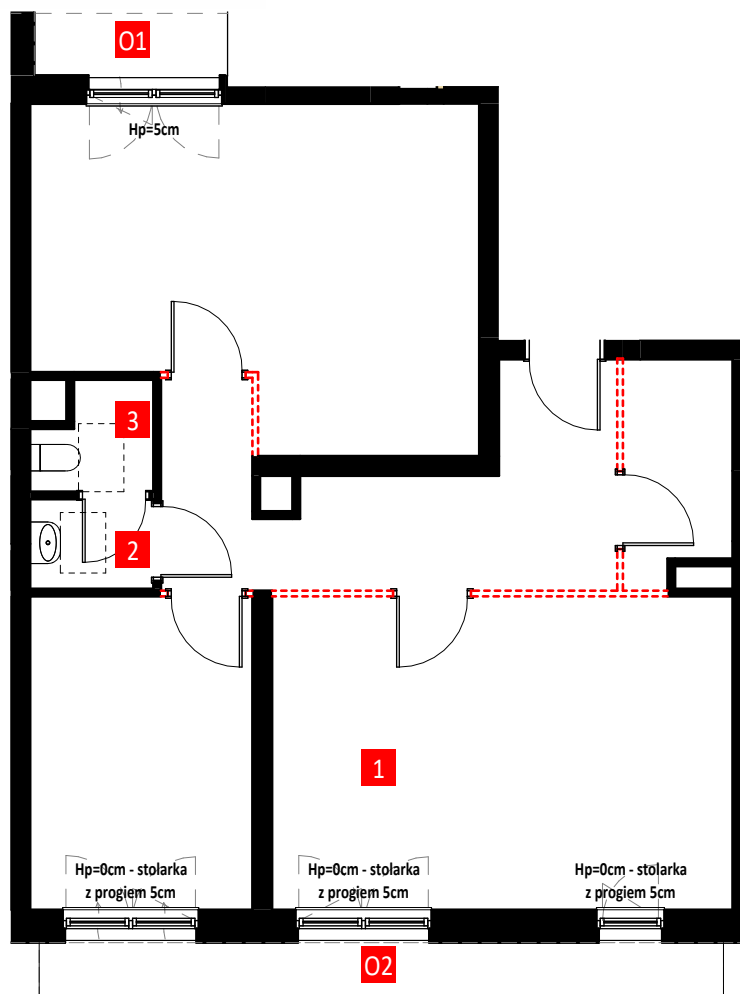 O1
Hp=5cm
3
2
1
Hp=0cm - stolarka
z progiem 5cm
Hp=0cm - stolarka
z progiem 5cm
Hp=0cm - stolarka
z progiem 5cm
O2